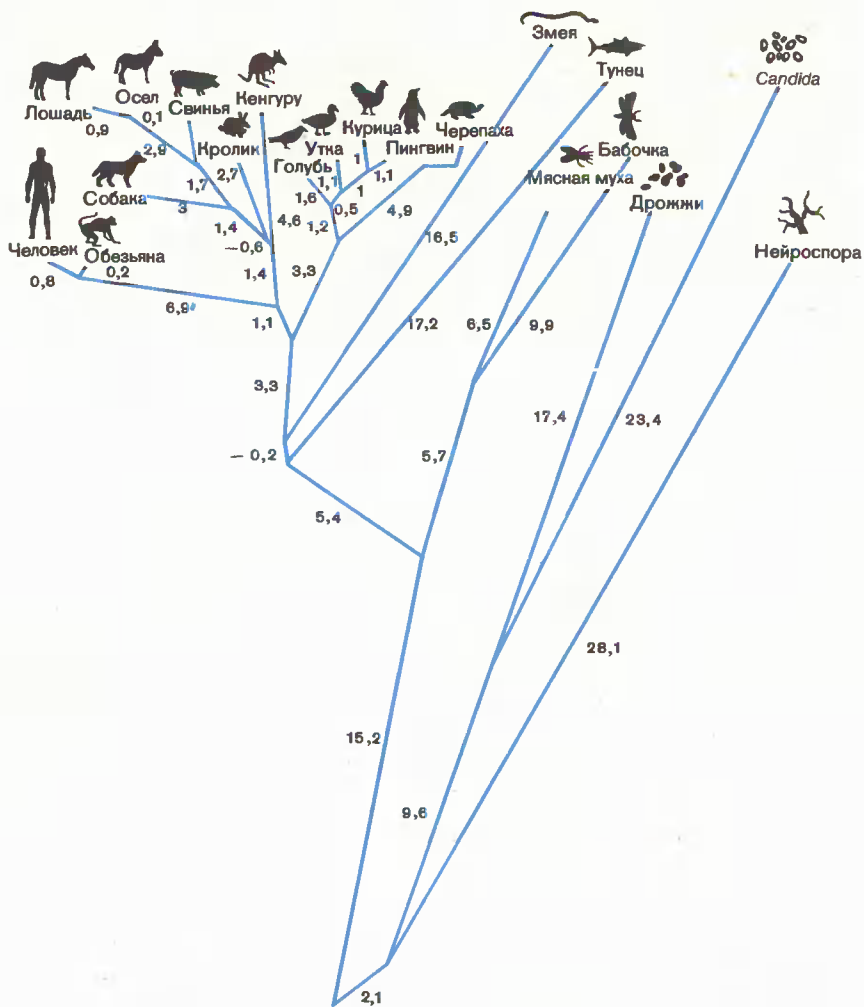 Змея
Тунец
Candida
Осел
Свинья
Кенгуру
Лошадь
0,1
0,9
Курица
Черепаха
Утка
Пингвин
Кролик
Голубь
Бабочка
Мясная муха
2,9
1
1,1
2,7
1,1
1
Дрожжи
1,7
Собака
3
1,6
0,5
4,9
4,6
1,2
1,4
16,5
Человек
Обезьяна
−0,6
Нейроспора
0,8
0,2
1,4
3,3
6,9
1,1
17,2
6,5
9,9
3,3
17,4
23,4
− 0,2
5,7
5,4
28,1
15,2
9,6
2,1